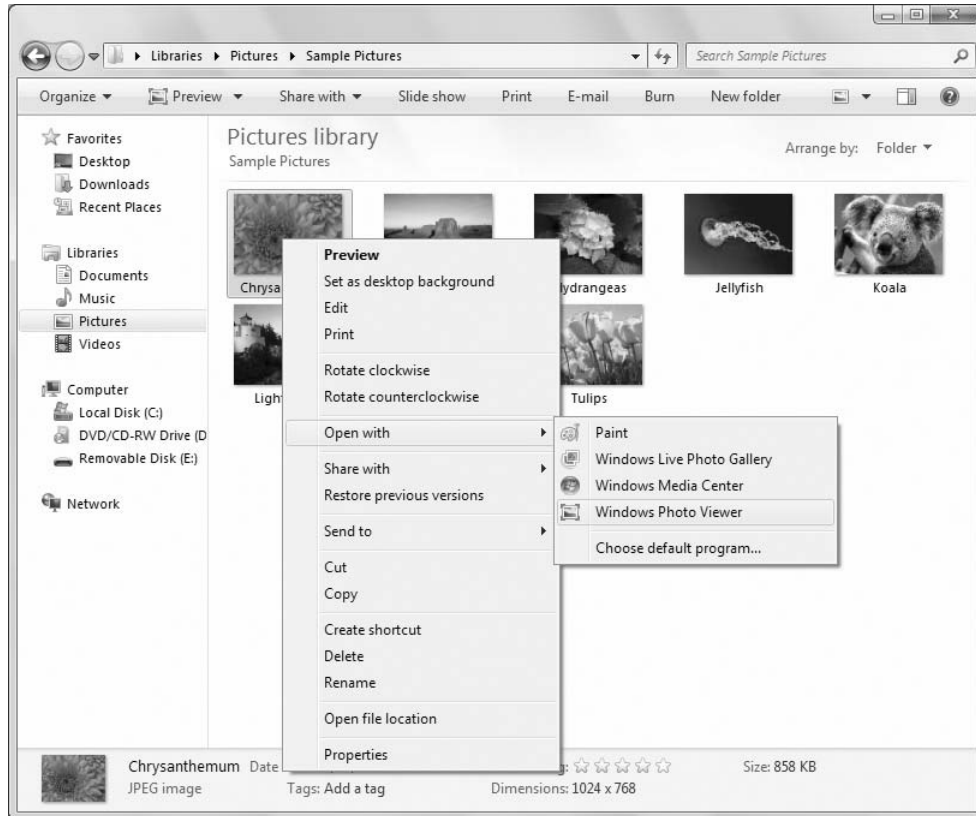 Libraries Pictures Sample Pictures
Search Sample Pictures
Organize Preview Share with Slide show Print E-mail Burn New folder
Favorites
Desktop
Downloads
Recent Places
Libraries
Documents
Music
Pictures
Videos
Computer
Local Disk (C:)
DVD/CD-RW Drive (D
Removable Disk (E:)
Network
Pictures library
Sample Pictures
Arrange by: Folder
Chrysa
ydrangeas
Jellyfish
Koala
Ligh
Tulips
Preview
Set as desktop background
Edit
Print
Rotate clockwise
Rotate counterclockwise
Open with
Share with
Restore previous versions
Send to
Cut
Copy
Create shortcut
Delete
Rename
Open file location
Properties
Paint
Windows Live Photo Gallery
Windows Media Center
Windows Photo Viewer
Choose default program...
Chrysanthemum Date
Size: 858 KB
JPEG image
Tags: Add a tag
Dimensions: 1024 x 768